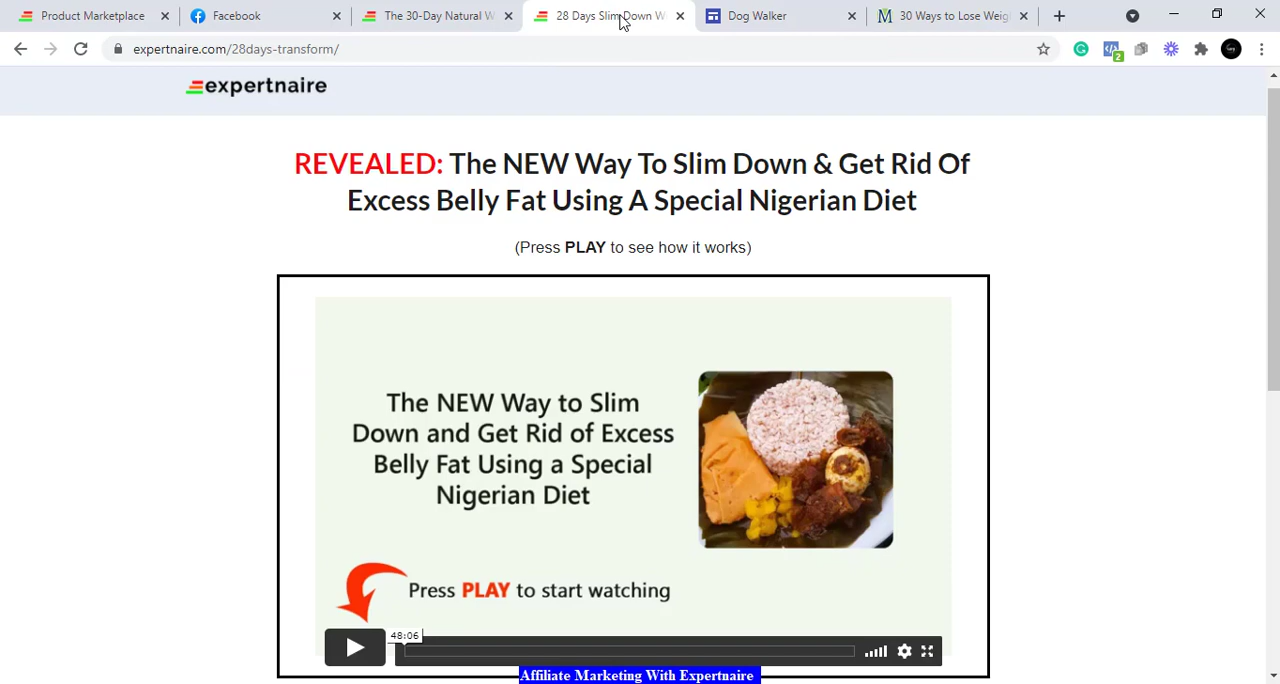 Product Marketplace
Facebook
The 30-Day Natural W
28 Days Slim Down W
Dog Walker
30 Ways to Lose Weig
expertnaire.com/28days-transform/
2
expertnaire
REVEALED: The NEW Way To Slim Down & Get Rid Of
Excess Belly Fat Using A Special Nigerian Diet
(Press PLAY to see how it works)
The NEW Way to Slim
Down and Get Rid of Excess
Belly Fat Using a Special
Nigerian Diet
Press PLAY to start watching
48:06
Affiliate Marketing With Expertnaire